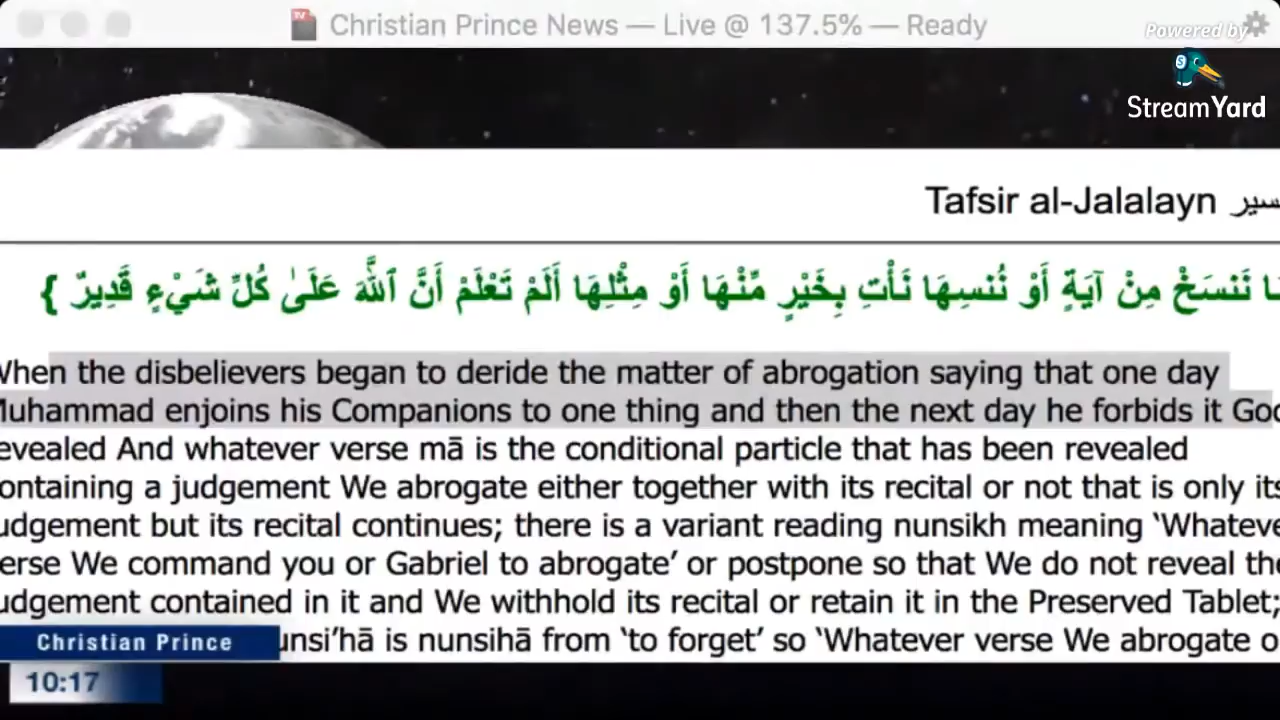 Christian Prince News — Live @ 137.5% — Ready
Powered by
StreamYard
Tafsir al-Jalalayn
نَنسَخْ مِنْ آيَةٍ أَوْ نُنسِهَا نَأْتِ بِخَيْرٍ مِّنْهَا أَوْ مِثْلِهَا أَلَمْ تَعْلَمْ أَنَّ ٱللَّهَ عَلَىٰ كُلِّ شَيْءٍ قَدِيرٌ }
When the disbelievers began to deride the matter of abrogation saying that one day
Muhammad enjoins his Companions to one thing and then the next day he forbids it God
evealed And whatever verse mā is the conditional particle that has been revealed
ontaining a judgement We abrogate either together with its recital or not that is only its
udgement but its recital continues; there is a variant reading nunsikh meaning ‘Whateve
erse We command you or Gabriel to abrogate’ or postpone so that We do not reveal the
udgement contained in it and We withhold its recital or retain it in the Preserved Tablet;
unsi’hā is nunsihā from ‘to forget’ so ‘Whatever verse We abrogate o
Christian Prince
10:17